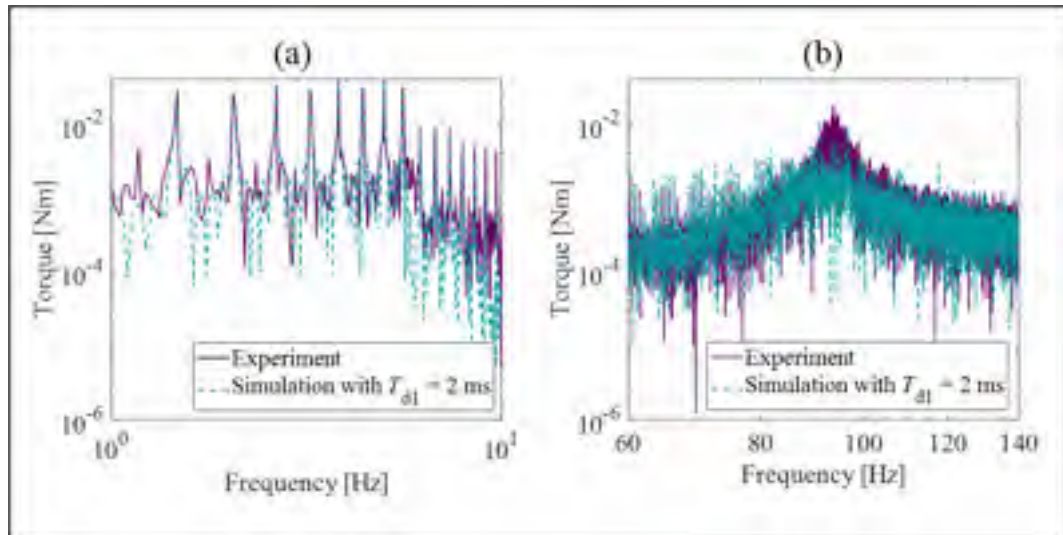 (a)
Torque [Nm]
10^-2
10^-4
10^-6
10^0
10^1
Frequency [Hz]
Experiment
Simulation with T_d1 = 2 ms
(b)
Torque [Nm]
10^-2
10^-4
10^-6
60
80
100
120
140
Frequency [Hz]
Experiment
Simulation with T_d1 = 2 ms